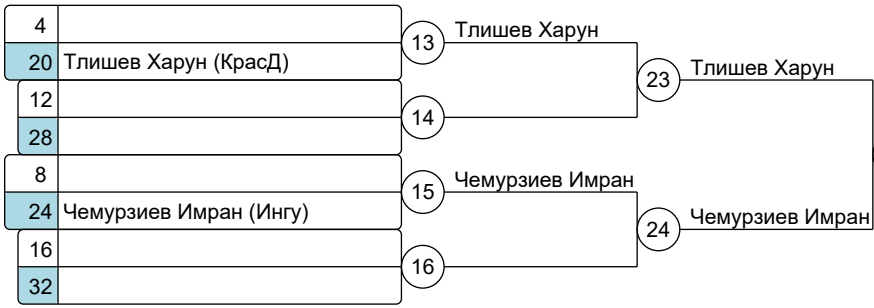 4
13
Тлишев Харун
20 Тлишев Харун (КрасД)
23
Тлишев Харун
12
14
28
8
15
Чемурзиев Имран
24 Чемурзиев Имран (Ингу)
24
Чемурзиев Имран
16
16
32